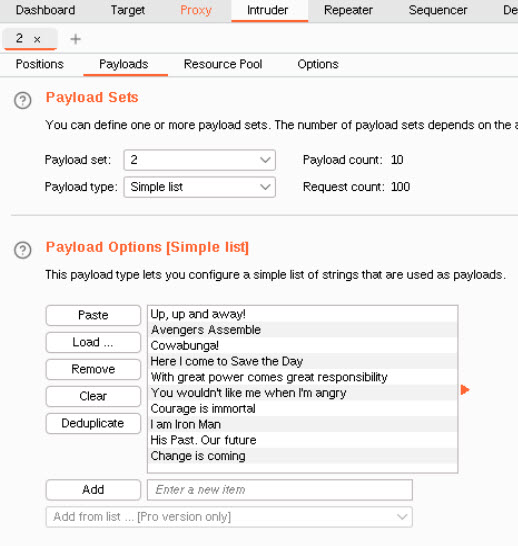 Dashboard Target Proxy Intruder Repeater Sequencer De
2 × +
Positions Payloads Resource Pool Options
? Payload Sets
You can define one or more payload sets. The number of payload sets depends on the a
Payload set: 2 Payload count: 10
Payload type: Simple list Request count: 100
? Payload Options [Simple list]
This payload type lets you configure a simple list of strings that are used as payloads.
Paste
Load ...
Remove
Clear
Deduplicate
Up, up and away!
Avengers Assemble
Cowabunga!
Here I come to Save the Day
With great power comes great responsibility
You wouldn't like me when I'm angry
Courage is immortal
I am Iron Man
His Past. Our future
Change is coming
Add Enter a new item
Add from list ... [Pro version only]